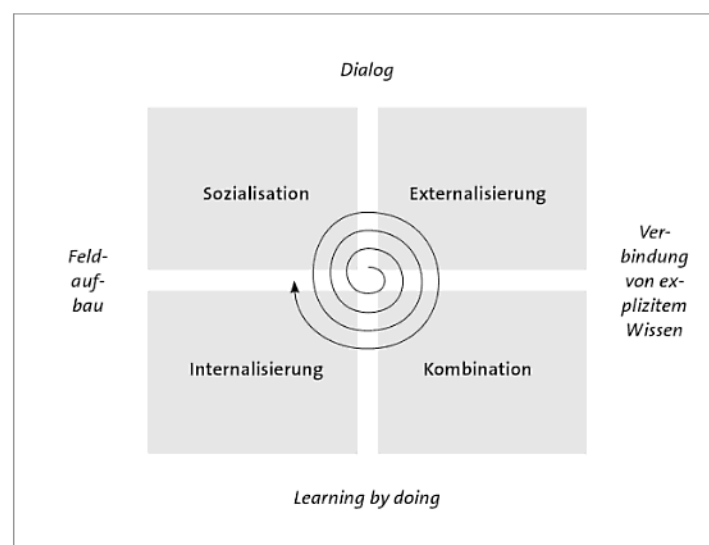 Dialog
Sozialisation
Externalisierung
Feld-
auf-
bau
Ver-
bindung
von ex-
plizitem
Wissen
Internalisierung
Kombination
Learning by doing